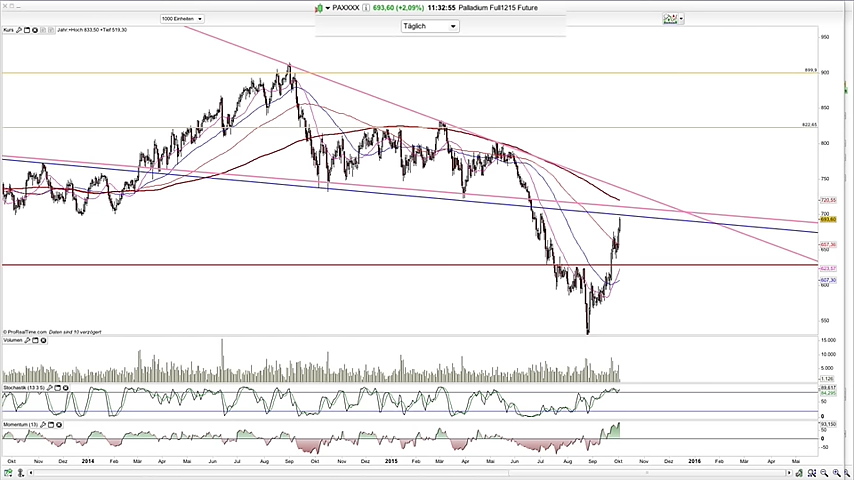 PAXXXX 693,60 (+2,09%) 11:32:55 Palladium Full1215 Future
1000 Einheiten
Täglich
Kurs
Jahr +Hoch 833,50 +Tief 519,30
950
899,9
900
850
822,65
800
750
720,55
700
693,60
657,36
623,57
607,30
600
550
© ProRealTime.com Daten sind 10 verzögert
Volumen
15.000
10.000
5.000
1.126
Stochastik (13 3 5)
89,617
84,295
50
0
Momentum (13)
93,150
50
0
-50
Okt Nov Dez 2014 Feb Mär Apr Mai Jun Jul Aug Sep Okt Nov Dez 2015 Feb Mär Apr Mai Jun Jul Aug Sep Okt Nov Dez 2016 Feb Mär Apr Mai